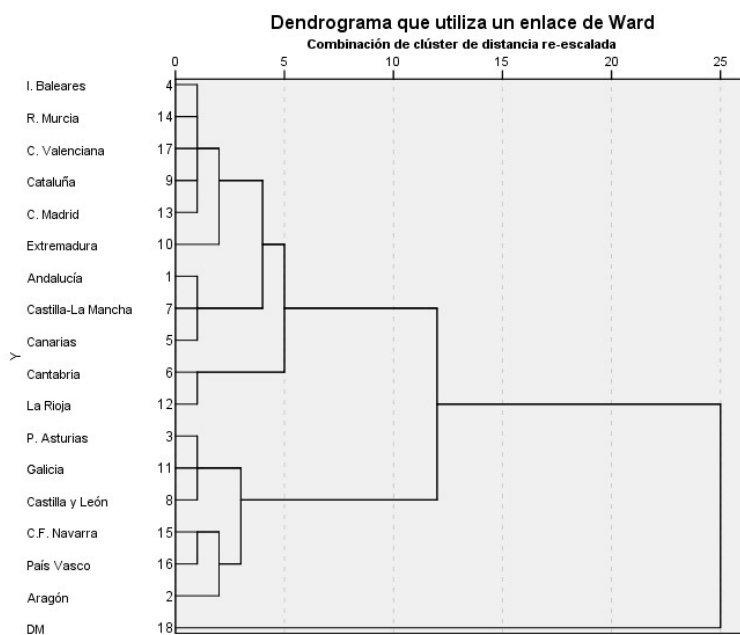 Dendrograma que utiliza un enlace de Ward
Combinación de clúster de distancia re-escalada
0 5 10 15 20 25
I. Baleares 4
R. Murcia 14
C. Valenciana 17
Cataluña 9
C. Madrid 13
Extremadura 10
Andalucía 1
Castilla-La Mancha 7
Canarias 5
Y
Cantabria 6
La Rioja 12
P. Asturias 3
Galicia 11
Castilla y León 8
C.F. Navarra 15
País Vasco 16
Aragón 2
DM 18